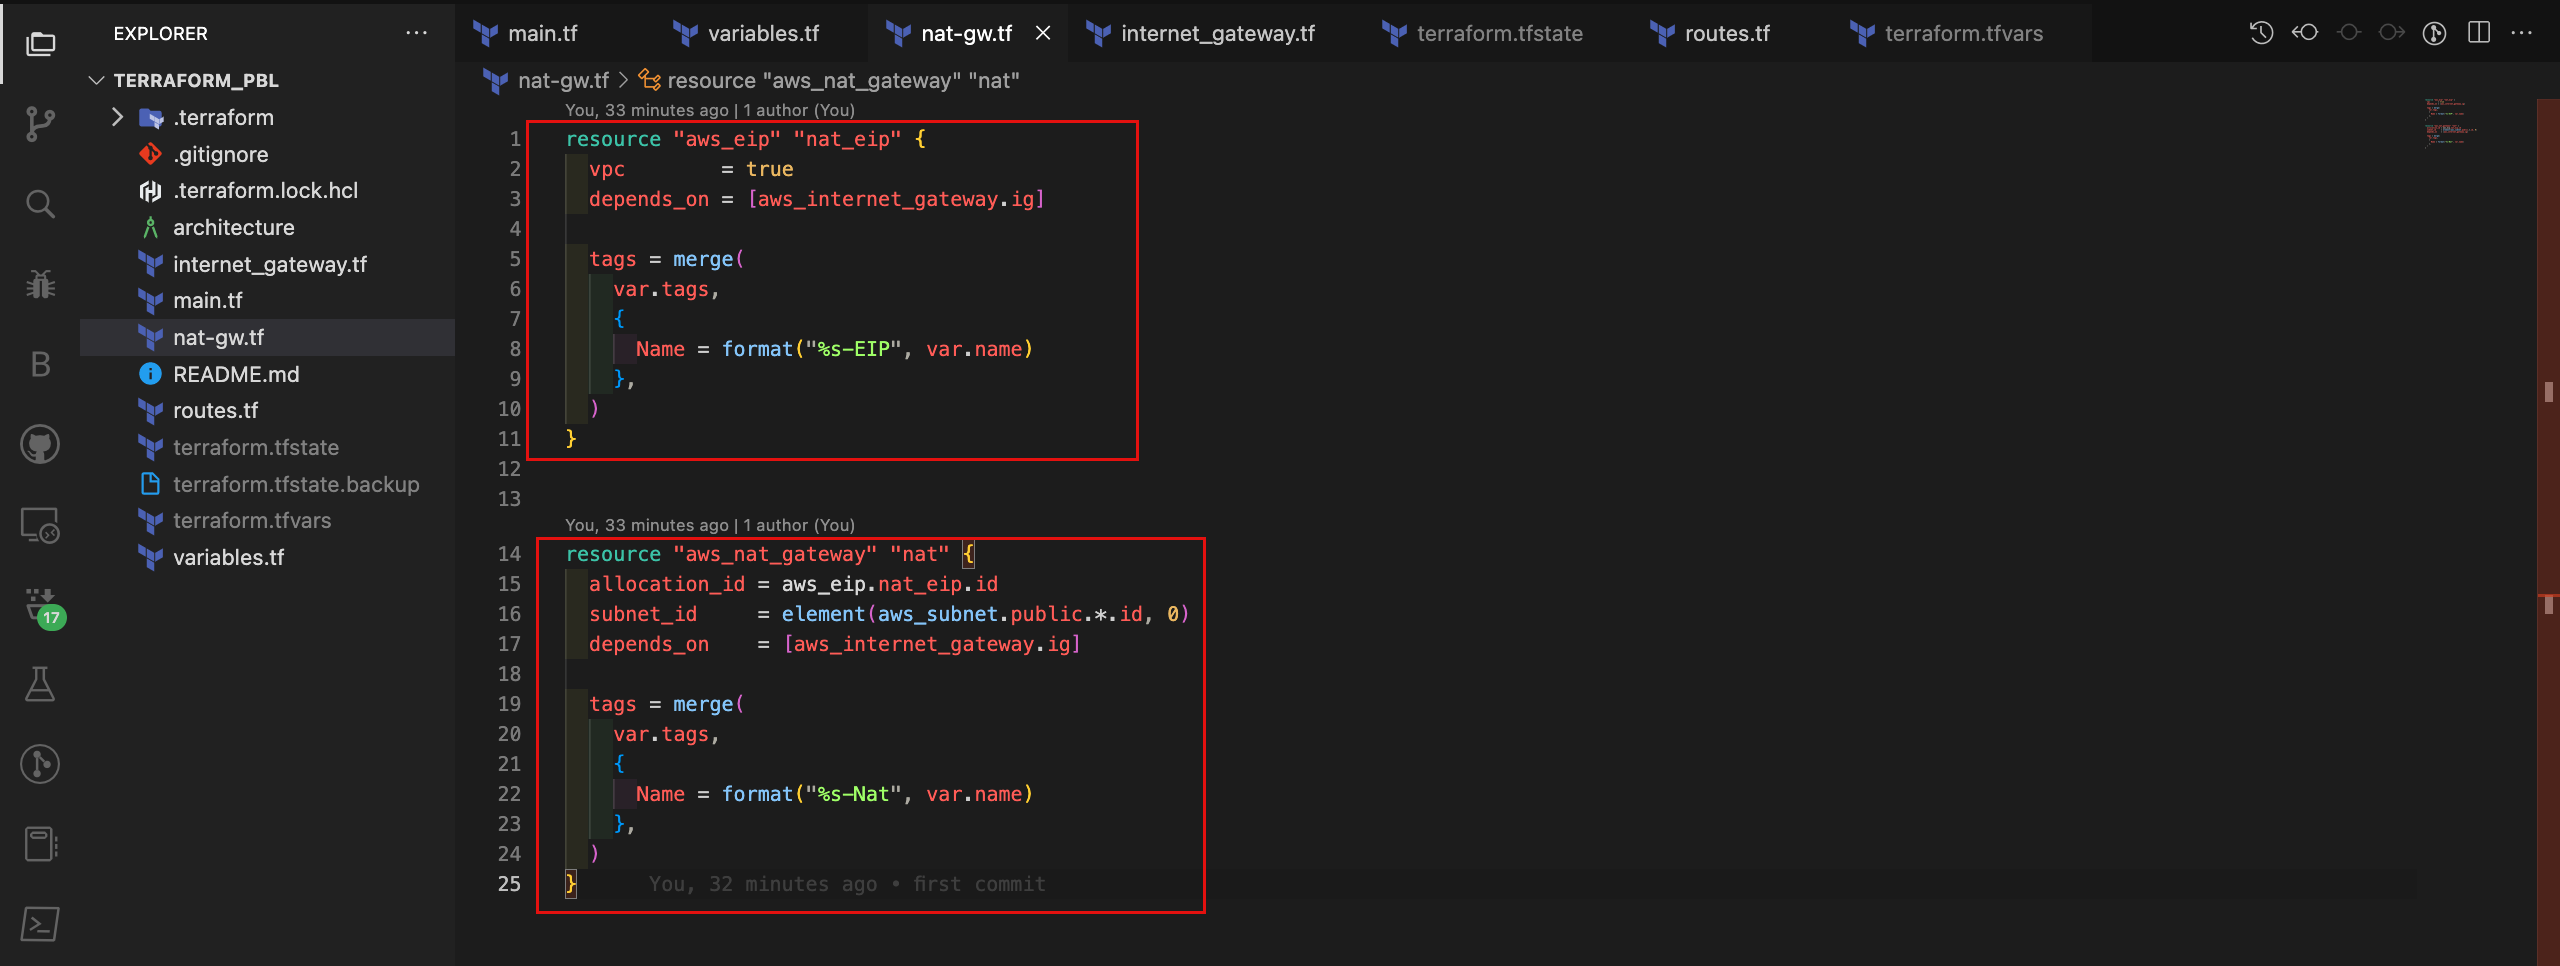 EXPLORER
TERRAFORM_PBL
.terraform
.gitignore
.terraform.lock.hcl
architecture
internet_gateway.tf
main.tf
nat-gw.tf
README.md
routes.tf
terraform.tfstate
terraform.tfstate.backup
terraform.tfvars
variables.tf
B
17
main.tf variables.tf nat-gw.tf internet_gateway.tf terraform.tfstate routes.tf terraform.tfvars
nat-gw.tf > resource "aws_nat_gateway" "nat"
You, 33 minutes ago | 1 author (You)
1 resource "aws_eip" "nat_eip" {
2   vpc        = true
3   depends_on = [aws_internet_gateway.ig]
4
5   tags = merge(
6     var.tags,
7     {
8       Name = format("%s-EIP", var.name)
9     },
10   )
11 }
12
13
You, 33 minutes ago | 1 author (You)
14 resource "aws_nat_gateway" "nat" {
15   allocation_id = aws_eip.nat_eip.id
16   subnet_id     = element(aws_subnet.public.*.id, 0)
17   depends_on    = [aws_internet_gateway.ig]
18
19   tags = merge(
20     var.tags,
21     {
22       Name = format("%s-Nat", var.name)
23     },
24   )
25 }      You, 32 minutes ago • first commit